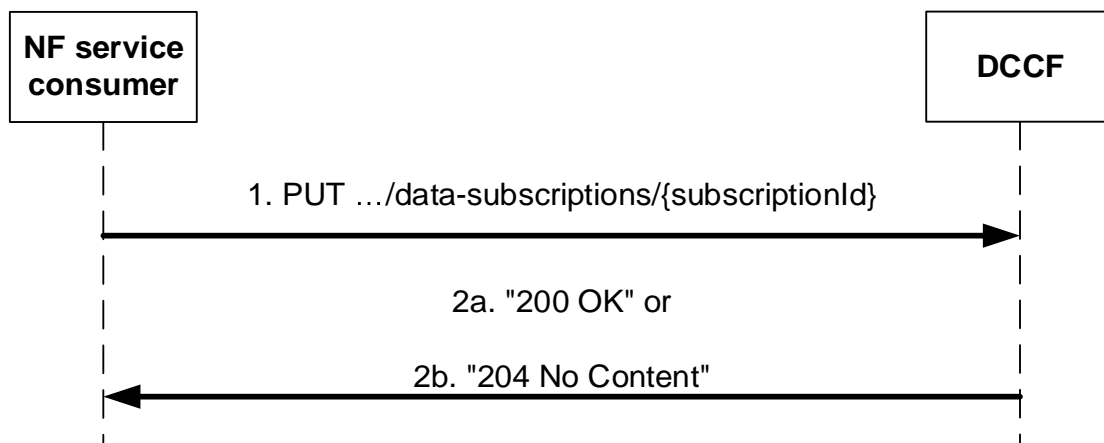 NF service
consumer
DCCF
1. PUT …/data-subscriptions/{subscriptionId}
2a. "200 OK" or
2b. "204 No Content"